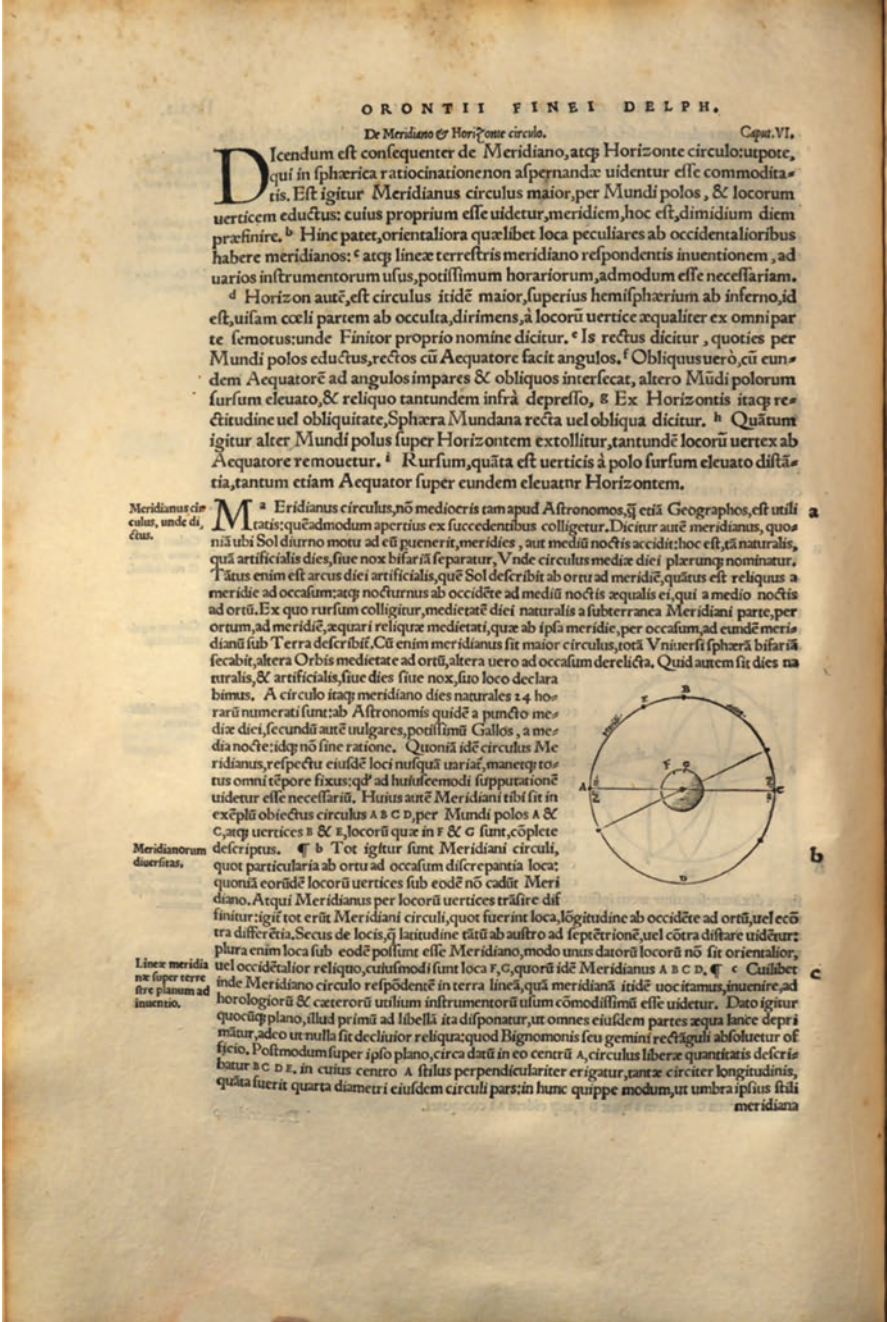 ORONTII FINEI DELPH.
De Meridiano & Horizonte circulo. Caput.VI.
DIcendum est consequenter de Meridiano,atqꝫ Horizonte circulo:utpote,
qui in sphærica ratiocinatione non aspernandæ uidentur esse commodita-
tis. Est igitur Meridianus circulus maior,per Mundi polos, & locorum
uerticem eductus: cuius proprium esse uidetur,meridiem,hoc est,dimidium diem
præfinire. b Hinc patet,orientaliora quælibet loca peculiares ab occidentalioribus
habere meridianos: c atqꝫ lineæ terrestris meridiano respondentis inuentionem, ad
uarios instrumentorum usus,potissimum horariorum,admodum esse necessariam.
d Horizon autē,est circulus itidē maior,superius hemisphærium ab inferno,id
est,uisam cœli partem ab occulta,dirimens,à locorū uertice æqualiter ex omni par
te semotus:unde Finitor proprio nomine dicitur. e Is rectus dicitur, quoties per
Mundi polos eductus,rectos cū Aequatore facit angulos. f Obliquus uerò,cū eun-
dem Aequatorē ad angulos impares & obliquos intersecat, altero Mūdi polorum
sursum eleuato,& reliquo tantundem infrà depresso, g Ex Horizontis itaqꝫ re-
ctitudine uel obliquitate,Sphæra Mundana recta uel obliqua dicitur. h Quātum
igitur alter Mundi polus super Horizontem extollitur,tantundē locorū uertex ab
Aequatore remouetur. i Rursum,quāta est uerticis à polo sursum eleuato distā-
tia,tantum etiam Aequator super eundem eleuatnr Horizontem.
Meridianus cir
culus, unde di,
ctus.
M a Eridianus circulus,nō mediocris tam apud Astronomos,q̄ etiā Geographos,est utili a
tatis:quēadmodum apertius ex succedentibus colligetur.Dicitur autē meridianus, quo-
niā ubi Sol diurno motu ad eū puenerit,meridies, aut mediū noctis accidit:hoc est,tā naturalis,
quā artificialis dies,siue nox bifariā separatur, Vnde circulus mediæ diei plærunqꝫ nominatur.
Tātus enim est arcus diei artificialis,quē Sol describit ab ortu ad meridiē,quātus est reliquus a
meridie ad occasum:atqꝫ nocturnus ab occidēte ad mediū noctis æqualis ei,qui a medio noctis
ad ortū.Ex quo rursum colligitur,medietatē diei naturalis a subterranea Meridiani parte,per
ortum,ad meridiē,æquari reliquæ medietati,quæ ab ipsa meridie,per occasum,ad eundē meri-
dianū sub Terra describit̄.Cū enim meridianus sit maior circulus,totā Vniuersi sphærā bifariā
secabit,altera Orbis medietate ad ortū,altera uero ad occasum derelicta. Quid autem sit dies na
turalis,& artificialis,siue dies siue nox,suo loco declara
bimus. A circulo itaqꝫ meridiano dies naturales 24 ho-
rarū numerati sunt:ab Astronomis quidē a puncto me-
diæ diei,secundū autē uulgares,potissimū Gallos, a me-
dia nocte:idqꝫ nō sine ratione. Quoniā idē circulus Me
ridianus,respectu eiusdē loci nusquā uariat̄,manetqꝫ to-
tus omni tēpore fixus:qd' ad huiuscemodi supputationē
uidetur esse necessariū. Huius autē Meridiani tibi sit in
exēplū obiectus circulus A B C D,per Mundi polos A &
C,atqꝫ uertices B & E,locorū quæ in F & G sunt,cōplete
descriptus. ¶ b Tot igitur sunt Meridiani circuli,
quot particularia ab ortu ad occasum discrepantia loca:
quoniā eorūdē locorū uertices sub eodē nō cadūt Meri
diano. Atqui Meridianus per locorū uertices trāsire dif
E
B
F
G
A
C
D
Meridianorum
diuersitas.
b
finitur:igit̄ tot erūt Meridiani circuli,quot fuerint loca,lōgitudine ab occidēte ad ortū,uel ecō
tra differētia.Secus de locis,q̄ latitudine tātū ab austro ad septētrionē,uel cōtra distare uidētur:
plura enim loca sub eodē possunt esse Meridiano,modo unus datorū locorū nō sit orientalior,
uel occidētalior reliquo,cuiusmodi sunt loca F,G,quorū idē Meridianus A B C D. ¶ c Cuilibet
Lineæ meridia
næ super terre
stre planum ad
inuentio.
c
inde Meridiano circulo respōdentē in terra lineā,quā meridianā itidē uocitamus,inuenire,ad
horologiorū & cæterorū utilium instrumentorū usum cōmodissimū esse uidetur. Dato igitur
quocūqꝫ plano,illud primū ad libellā ita disponatur,ut omnes eiusdem partes æqua lance depri
mātur,adeo ut nulla sit decliuior reliqua:quod Bignomonis seu gemini rectāguli absoluetur of
ficio. Postmodum super ipso plano,circa datū in eo centrū A,circulus liberæ quantitatis descri-
batur B C D E. in cuius centro A stilus perpendiculariter erigatur,tantæ circiter longitudinis,
quāta fuerit quarta diametri eiusdem circuli pars:in hunc quippe modum,ut umbra ipsius stili
meridiana